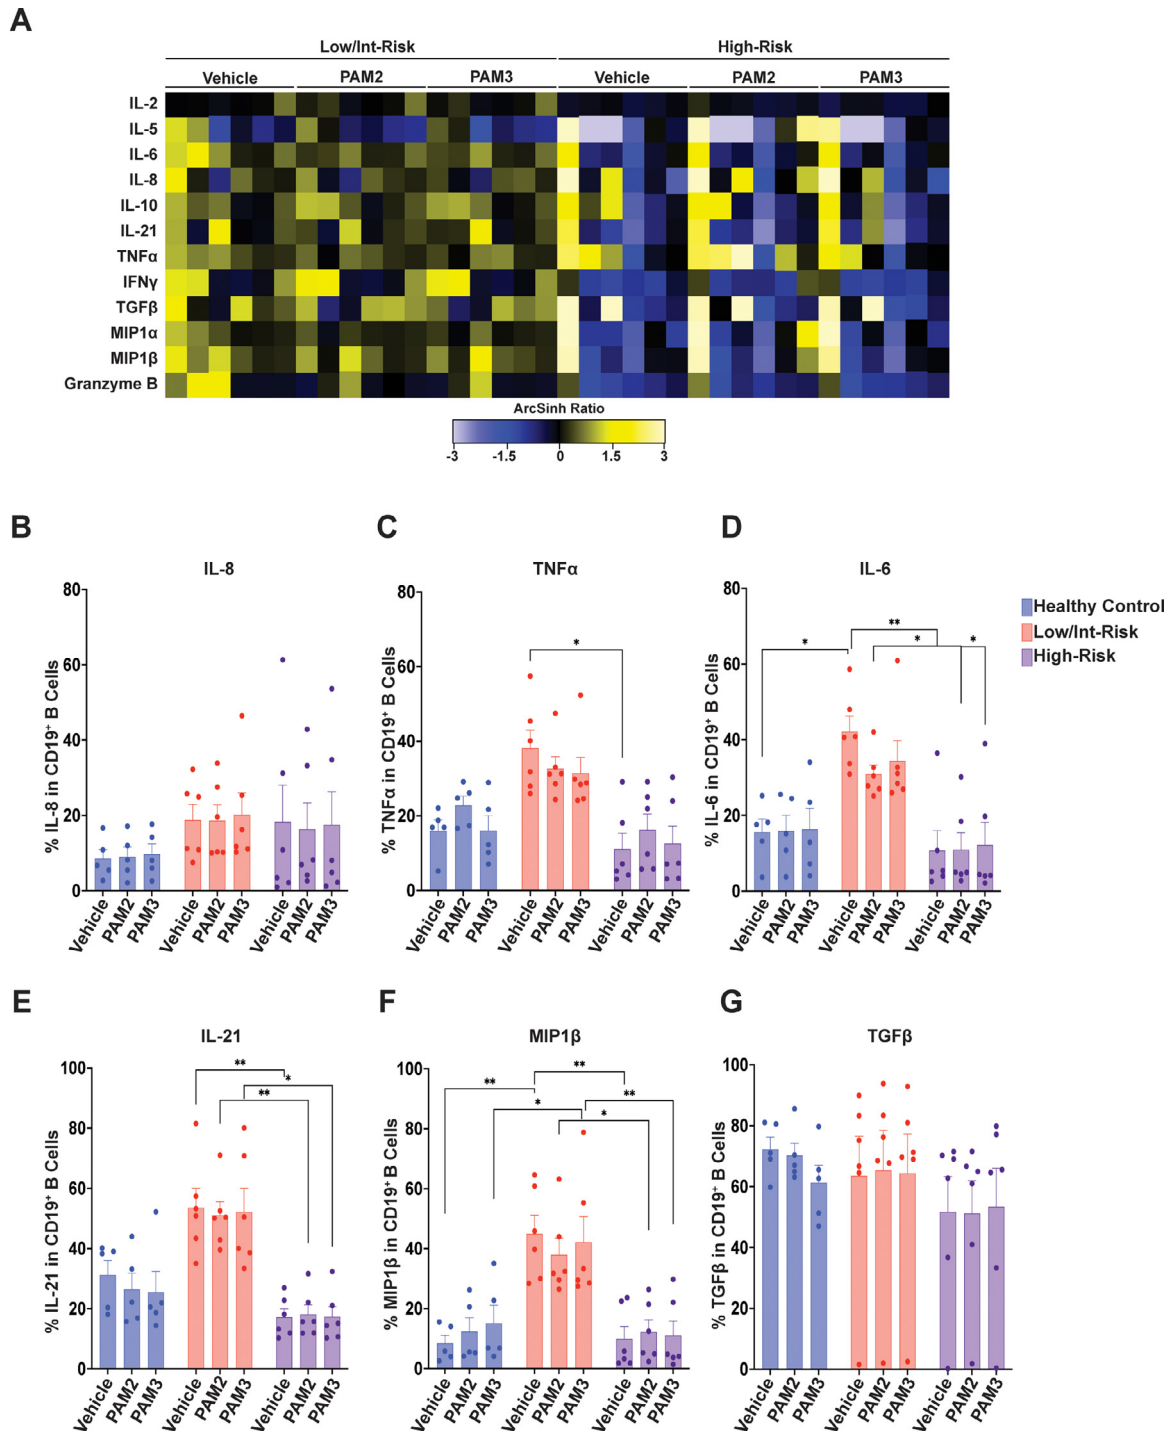 A
Low/Int-Risk High-Risk
Vehicle PAM2 PAM3 Vehicle PAM2 PAM3
IL-2
IL-5
IL-6
IL-8
IL-10
IL-21
TNFα
IFNγ
TGFβ
MIP1α
MIP1β
Granzyme B
ArcSinh Ratio
-3 -1.5 0 1.5 3
B
IL-8
% IL-8 in CD19⁺ B Cells
80
60
40
20
0
Vehicle PAM2 PAM3 Vehicle PAM2 PAM3 Vehicle PAM2 PAM3
C
TNFα
% TNFα in CD19⁺ B Cells
80
60
40
20
0
*
Vehicle PAM2 PAM3 Vehicle PAM2 PAM3 Vehicle PAM2 PAM3
D
IL-6
% IL-6 in CD19⁺ B Cells
80
60
40
20
0
* ** * *
Vehicle PAM2 PAM3 Vehicle PAM2 PAM3 Vehicle PAM2 PAM3
Healthy Control
Low/Int-Risk
High-Risk
E
IL-21
% IL-21 in CD19⁺ B Cells
100
80
60
40
20
0
** * **
Vehicle PAM2 PAM3 Vehicle PAM2 PAM3 Vehicle PAM2 PAM3
F
MIP1β
% MIP1β in CD19⁺ B Cells
100
80
60
40
20
0
** ** * ** *
Vehicle PAM2 PAM3 Vehicle PAM2 PAM3 Vehicle PAM2 PAM3
G
TGFβ
% TGFβ in CD19⁺ B Cells
100
80
60
40
20
0
Vehicle PAM2 PAM3 Vehicle PAM2 PAM3 Vehicle PAM2 PAM3